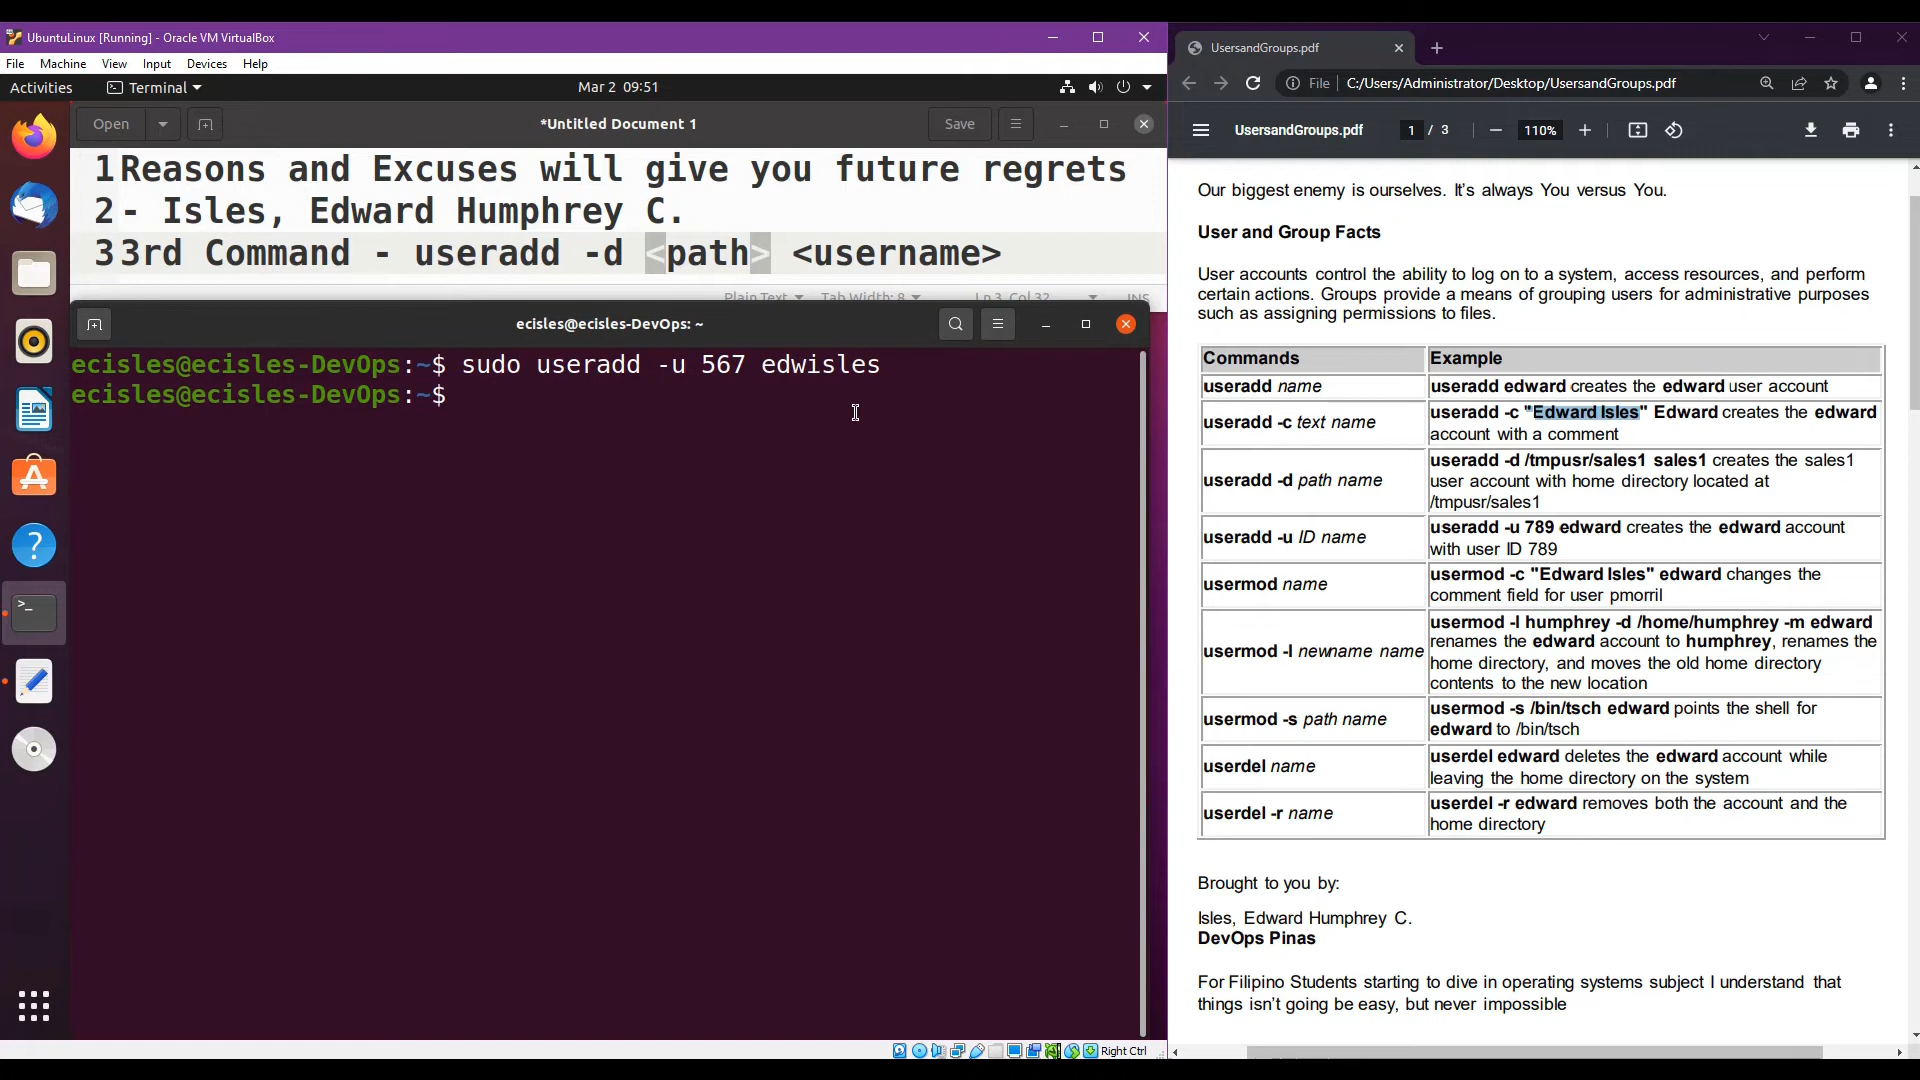 UbuntuLinux [Running] - Oracle VM VirtualBox
File Machine View Input Devices Help
Activities Terminal Mar 2 09:51
Open *Untitled Document 1 Save
1 Reasons and Excuses will give you future regrets
2 - Isles, Edward Humphrey C.
3 3rd Command - useradd -d <path> <username>
Plain Text Tab Width: 8 Ln 3, Col 32 INS
ecisles@ecisles-DevOps: ~
ecisles@ecisles-DevOps:~$ sudo useradd -u 567 edwisles
ecisles@ecisles-DevOps:~$
Right Ctrl
UsersandGroups.pdf
File C:/Users/Administrator/Desktop/UsersandGroups.pdf
UsersandGroups.pdf 1 / 3 110%
Our biggest enemy is ourselves. It's always You versus You.
User and Group Facts
User accounts control the ability to log on to a system, access resources, and perform
certain actions. Groups provide a means of grouping users for administrative purposes
such as assigning permissions to files.
Commands Example
useradd name useradd edward creates the edward user account
useradd -c text name useradd -c "Edward Isles" Edward creates the edward
account with a comment
useradd -d path name useradd -d /tmpusr/sales1 sales1 creates the sales1
user account with home directory located at
/tmpusr/sales1
useradd -u ID name useradd -u 789 edward creates the edward account
with user ID 789
usermod name usermod -c "Edward Isles" edward changes the
comment field for user pmorril
usermod -l newname name usermod -l humphrey -d /home/humphrey -m edward
renames the edward account to humphrey, renames the
home directory, and moves the old home directory
contents to the new location
usermod -s path name usermod -s /bin/tsch edward points the shell for
edward to /bin/tsch
userdel name userdel edward deletes the edward account while
leaving the home directory on the system
userdel -r name userdel -r edward removes both the account and the
home directory
Brought to you by:
Isles, Edward Humphrey C.
DevOps Pinas
For Filipino Students starting to dive in operating systems subject I understand that
things isn't going be easy, but never impossible